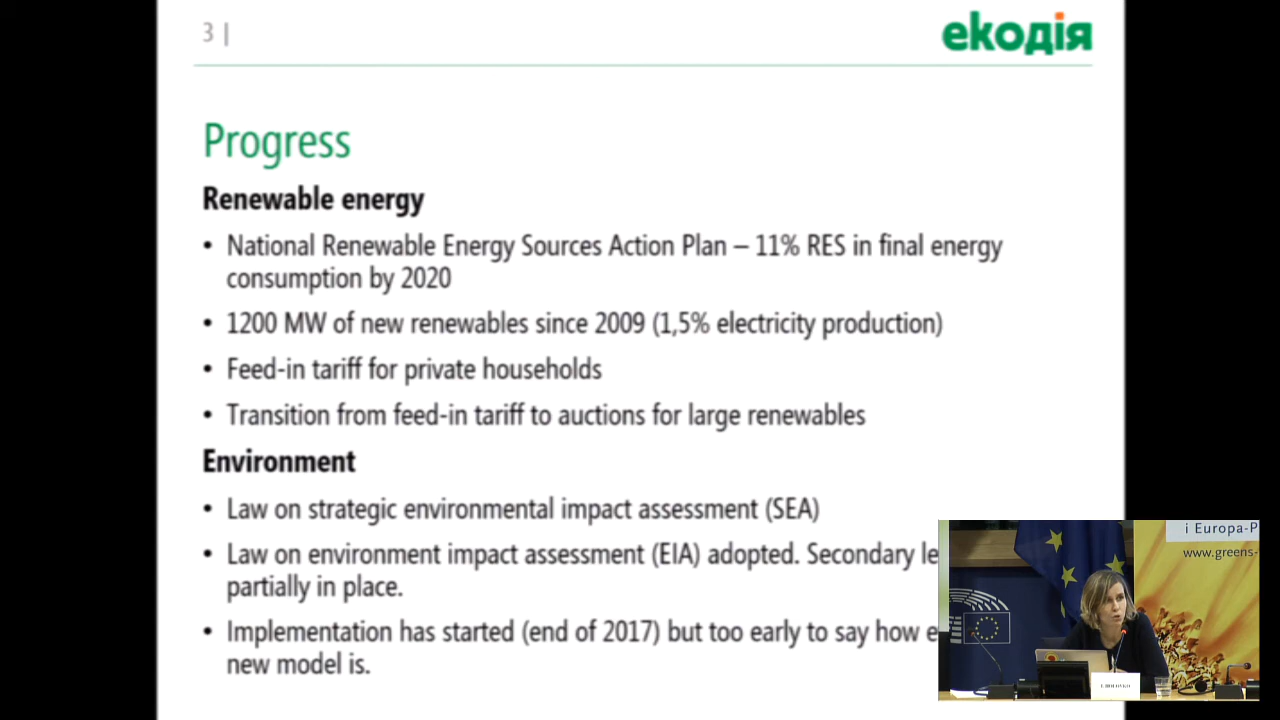 3 |
екодія
Progress
Renewable energy
• National Renewable Energy Sources Action Plan – 11% RES in final energy
consumption by 2020
• 1200 MW of new renewables since 2009 (1,5% electricity production)
• Feed-in tariff for private households
• Transition from feed-in tariff to auctions for large renewables
Environment
• Law on strategic environmental impact assessment (SEA)
• Law on environment impact assessment (EIA) adopted. Secondary le
partially in place.
• Implementation has started (end of 2017) but too early to say how e
new model is.
i Europa-P
www.greens-